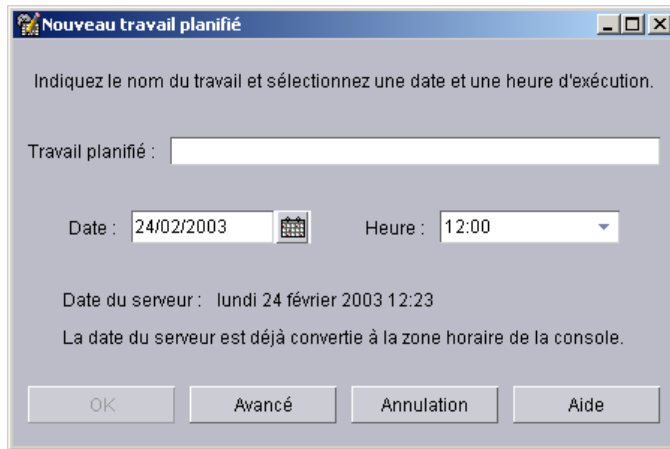 Nouveau travail planifié
Indiquez le nom du travail et sélectionnez une date et une heure d'exécution.
Travail planifié :
Date : 24/02/2003 Heure : 12:00
Date du serveur : lundi 24 février 2003 12:23
La date du serveur est déjà convertie à la zone horaire de la console.
OK Avancé Annulation Aide